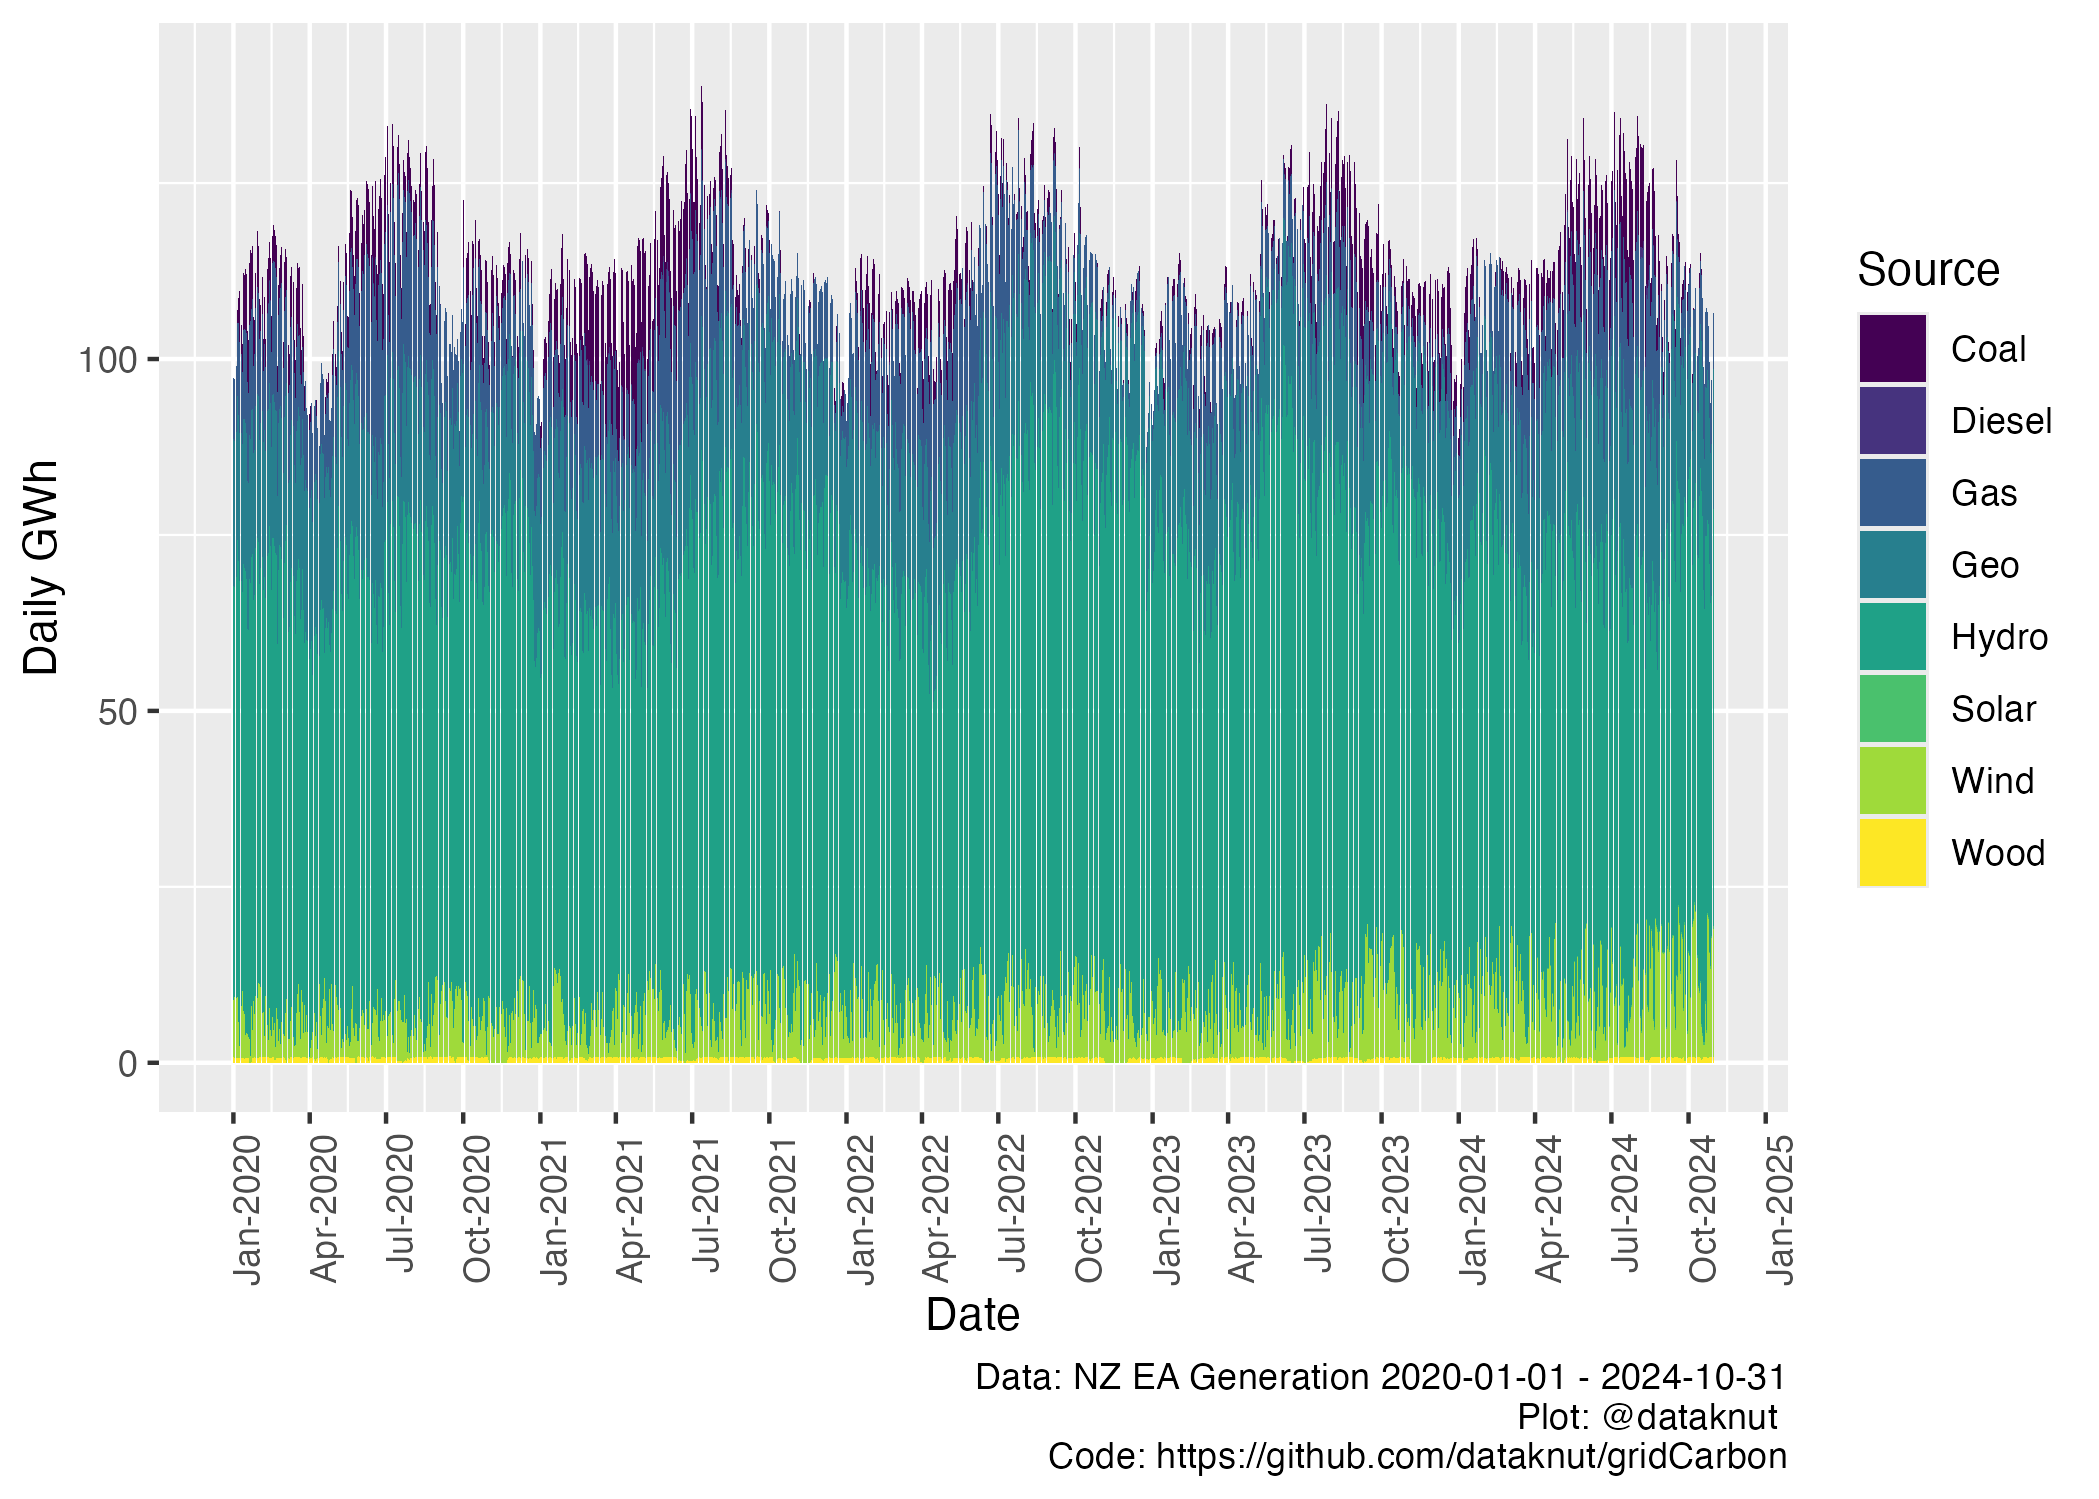 Daily GWh
100
50
0
Jan-2020
Apr-2020
Jul-2020
Oct-2020
Jan-2021
Apr-2021
Jul-2021
Oct-2021
Jan-2022
Apr-2022
Jul-2022
Oct-2022
Jan-2023
Apr-2023
Jul-2023
Oct-2023
Jan-2024
Apr-2024
Jul-2024
Oct-2024
Jan-2025
Date
Source
Coal
Diesel
Gas
Geo
Hydro
Solar
Wind
Wood
Data: NZ EA Generation 2020-01-01 - 2024-10-31
Plot: @dataknut
Code: https://github.com/dataknut/gridCarbon